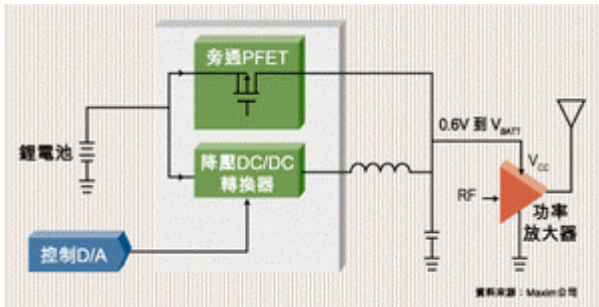 旁通PFET
0.6V 到 VBATT
鋰電池
降壓DC/DC
轉換器
VCC
RF
功率
放大器
控制D/A
資料來源：Maxim公司